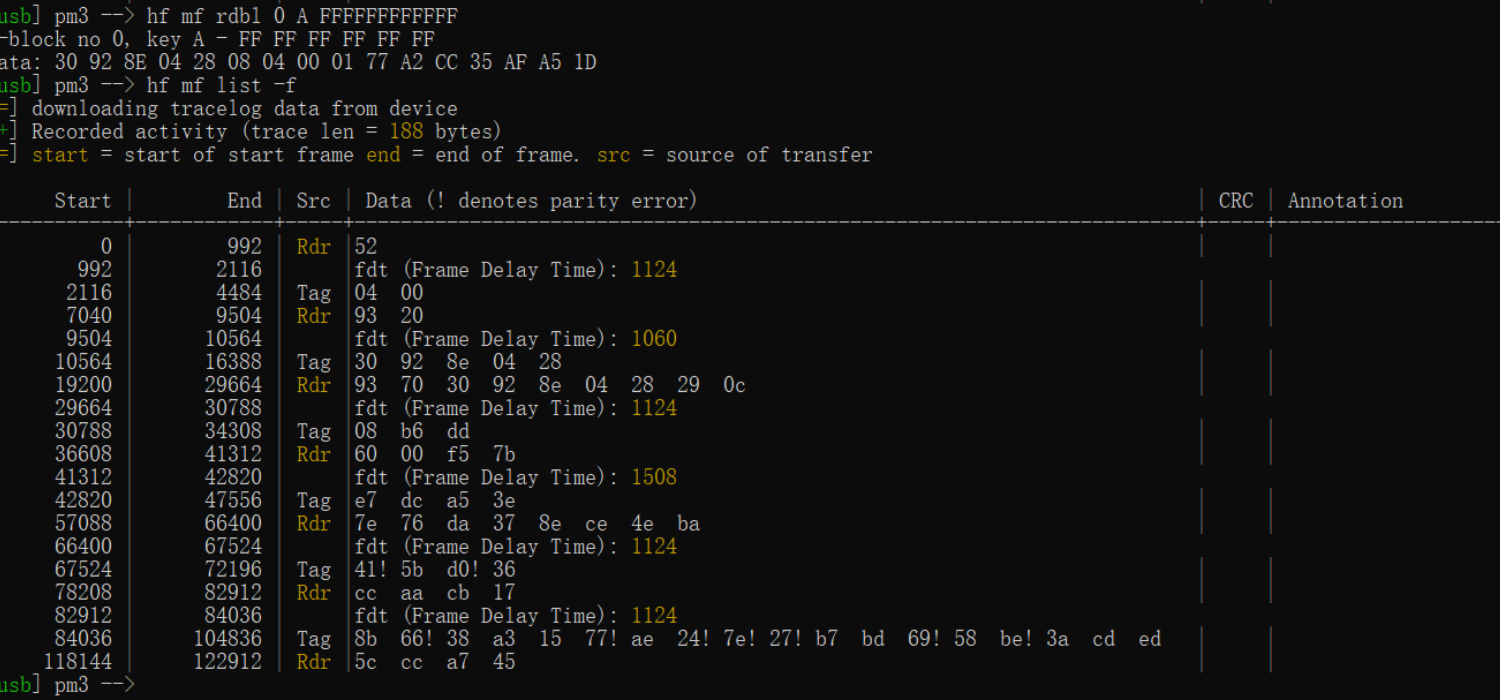 usb] pm3 --> hf mf rdbl 0 A FFFFFFFFFFFF
-block no 0, key A - FF FF FF FF FF FF
ata: 30 92 8E 04 28 08 04 00 01 77 A2 CC 35 AF A5 1D
usb] pm3 --> hf mf list -f
=] downloading tracelog data from device
+] Recorded activity (trace len = 188 bytes)
=] start = start of start frame end = end of frame. src = source of transfer
Start | End | Src | Data (! denotes parity error) | CRC | Annotation
0 | 992 | Rdr |52 | |
992 | 2116 | |fdt (Frame Delay Time): 1124
2116 | 4484 | Tag |04 00 | |
7040 | 9504 | Rdr |93 20 | |
9504 | 10564 | |fdt (Frame Delay Time): 1060
10564 | 16388 | Tag |30 92 8e 04 28 | |
19200 | 29664 | Rdr |93 70 30 92 8e 04 28 29 0c | |
29664 | 30788 | |fdt (Frame Delay Time): 1124
30788 | 34308 | Tag |08 b6 dd | |
36608 | 41312 | Rdr |60 00 f5 7b | |
41312 | 42820 | |fdt (Frame Delay Time): 1508
42820 | 47556 | Tag |e7 dc a5 3e | |
57088 | 66400 | Rdr |7e 76 da 37 8e ce 4e ba | |
66400 | 67524 | |fdt (Frame Delay Time): 1124
67524 | 72196 | Tag |41! 5b d0! 36 | |
78208 | 82912 | Rdr |cc aa cb 17 | |
82912 | 84036 | |fdt (Frame Delay Time): 1124
84036 | 104836 | Tag |8b 66! 38 a3 15 77! ae 24! 7e! 27! b7 bd 69! 58 be! 3a cd ed | |
118144 | 122912 | Rdr |5c cc a7 45 | |
usb] pm3 -->